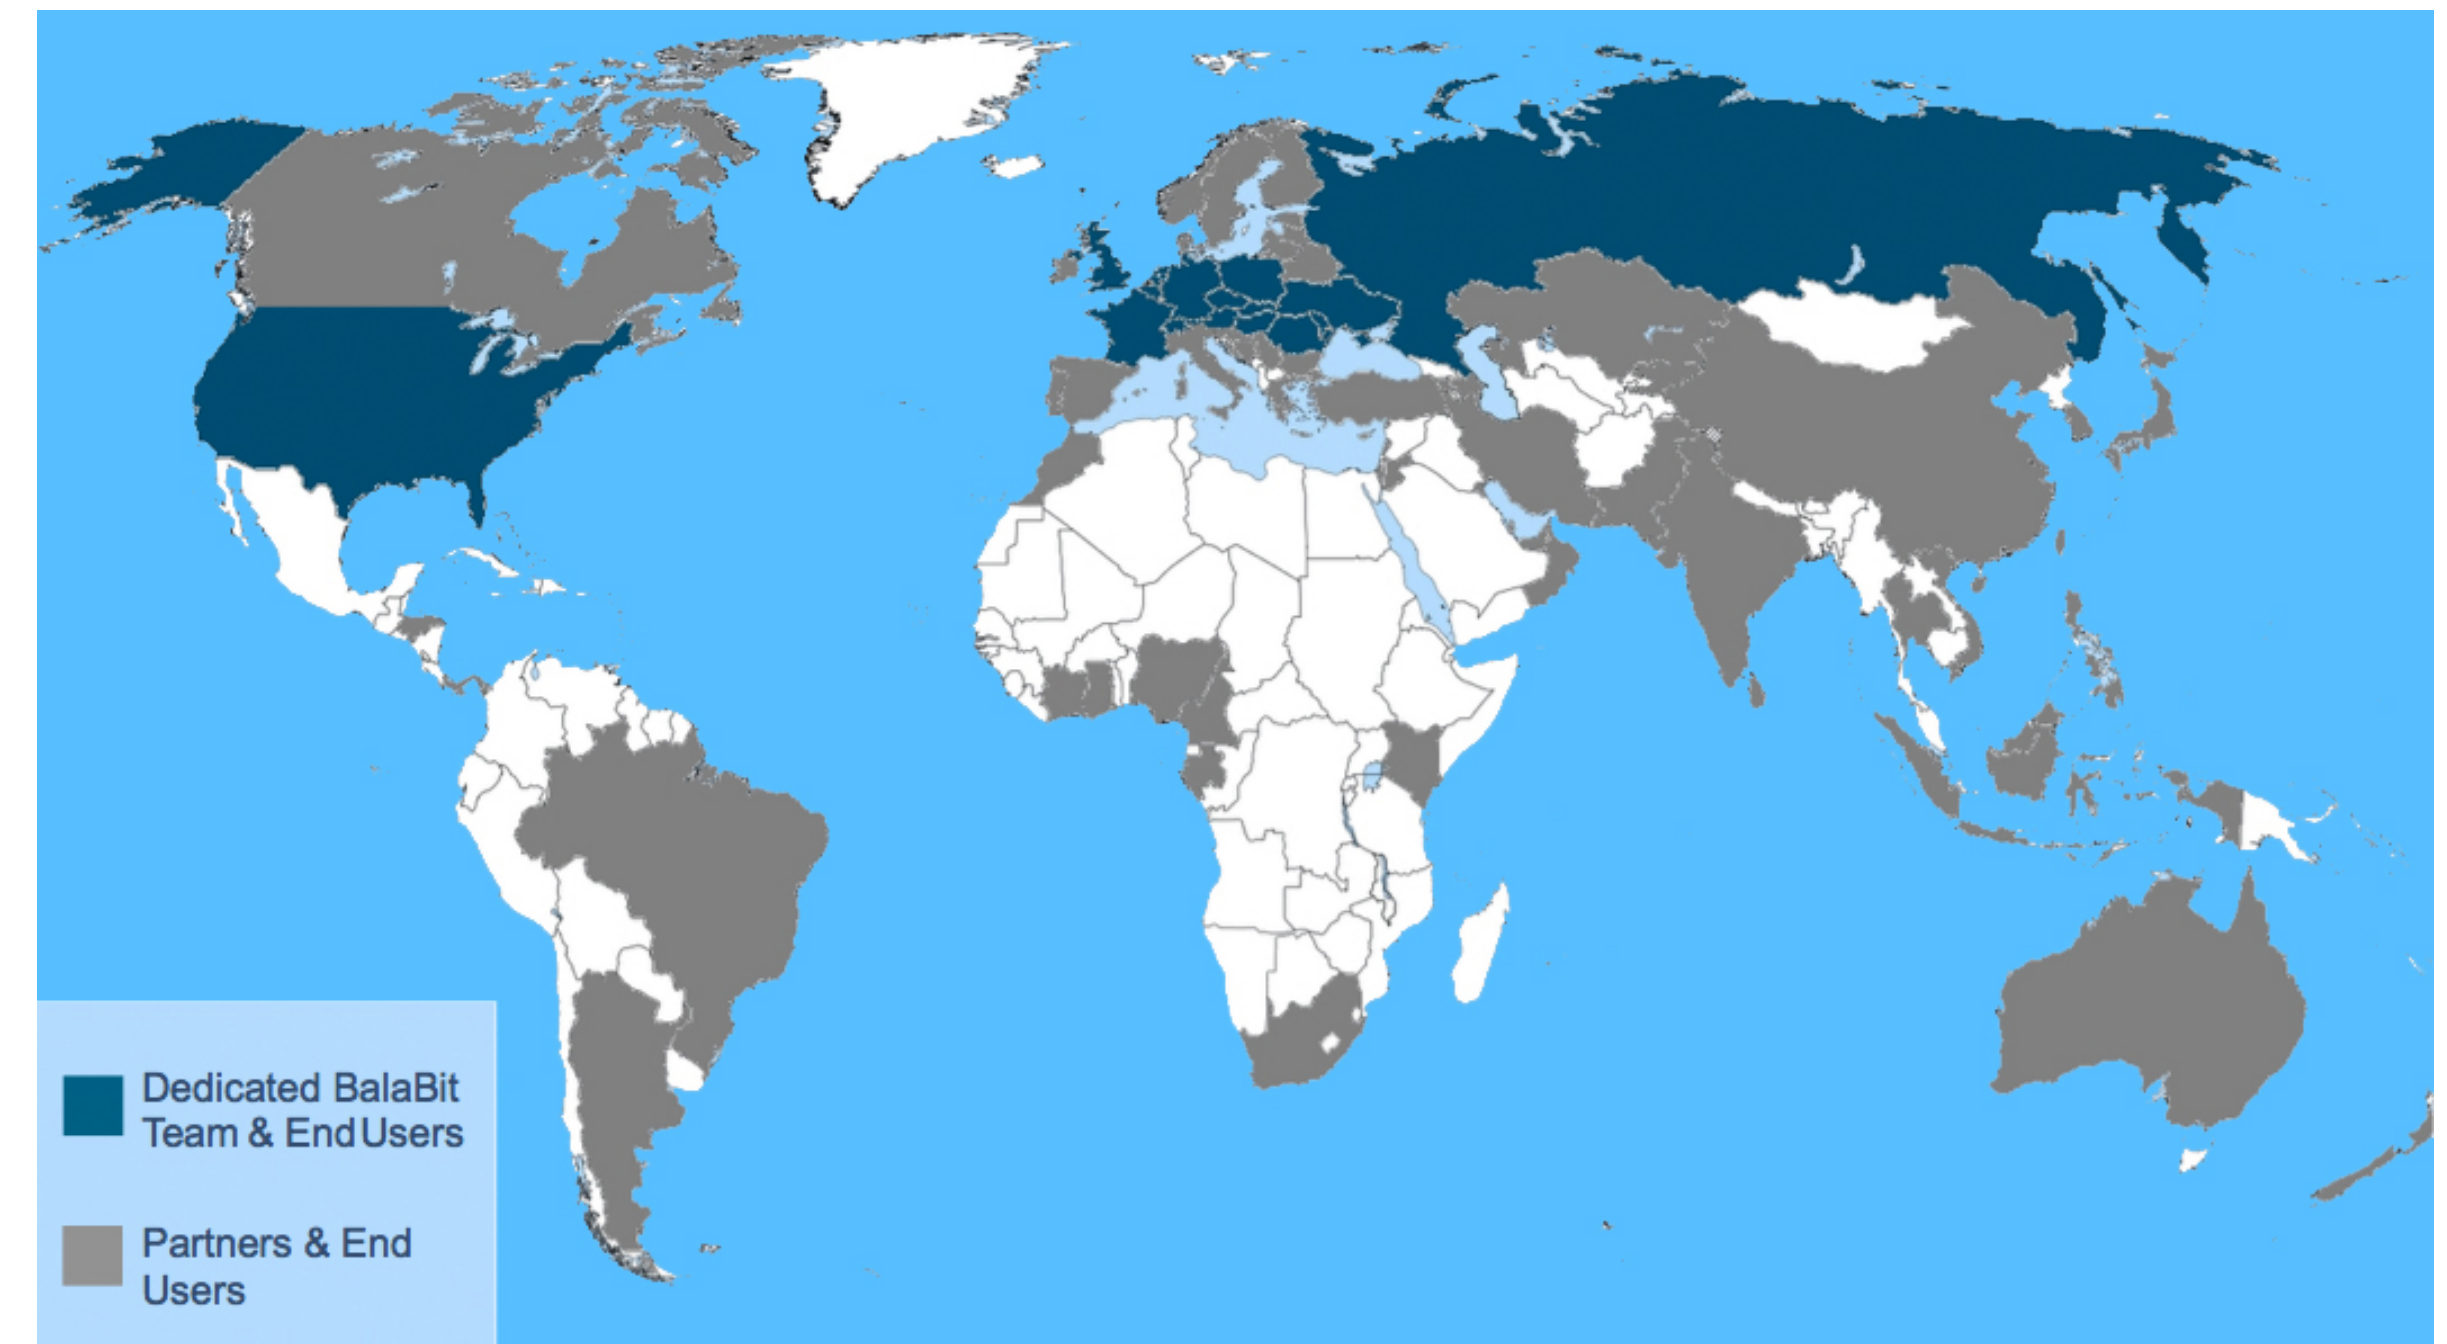 Dedicated BalaBit
Team & End Users
Partners & End
Users